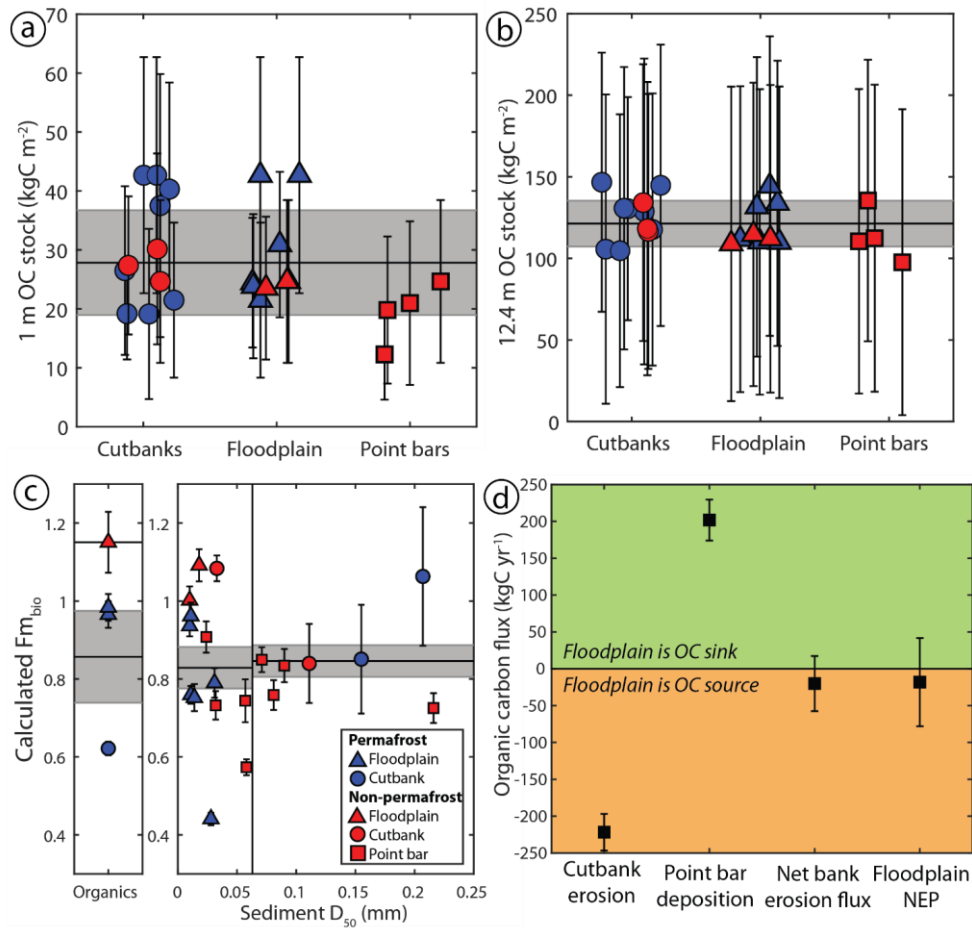 a
1 m OC stock (kgC m-2)
70
60
50
40
30
20
10
0
Cutbanks Floodplain Point bars
b
12.4 m OC stock (kgC m-2)
250
200
150
100
50
0
Cutbanks Floodplain Point bars
c
Calculated Fmbio
1.2
1
0.8
0.6
0.4
Organics
1.2
1
0.8
0.6
0.4
0 0.05 0.1 0.15 0.2 0.25
Sediment D50 (mm)
Permafrost
Floodplain
Cutbank
Non-permafrost
Floodplain
Cutbank
Point bar
d
Organic carbon flux (kgC yr-1)
250
200
150
100
50
0
-50
-100
-150
-200
-250
Floodplain is OC sink
Floodplain is OC source
Cutbank
erosion
Point bar
deposition
Net bank
erosion flux
Floodplain
NEP